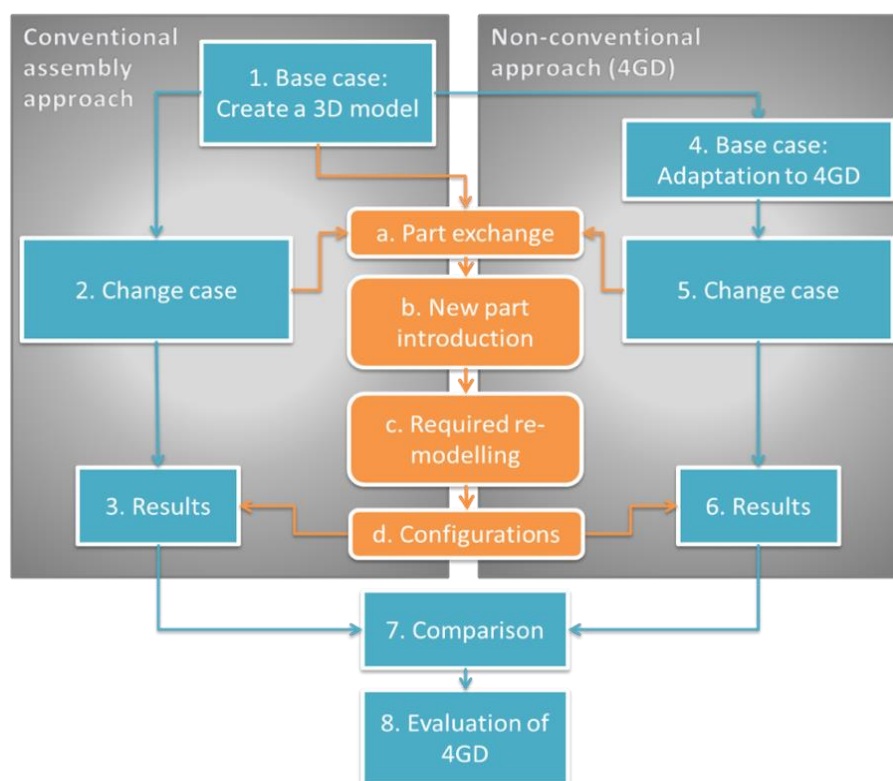 Conventional
assembly
approach
Non-conventional
approach (4GD)
1. Base case:
Create a 3D model
4. Base case:
Adaptation to 4GD
a. Part exchange
2. Change case
b. New part
introduction
5. Change case
c. Required re-
modelling
3. Results
d. Configurations
6. Results
7. Comparison
8. Evaluation of
4GD